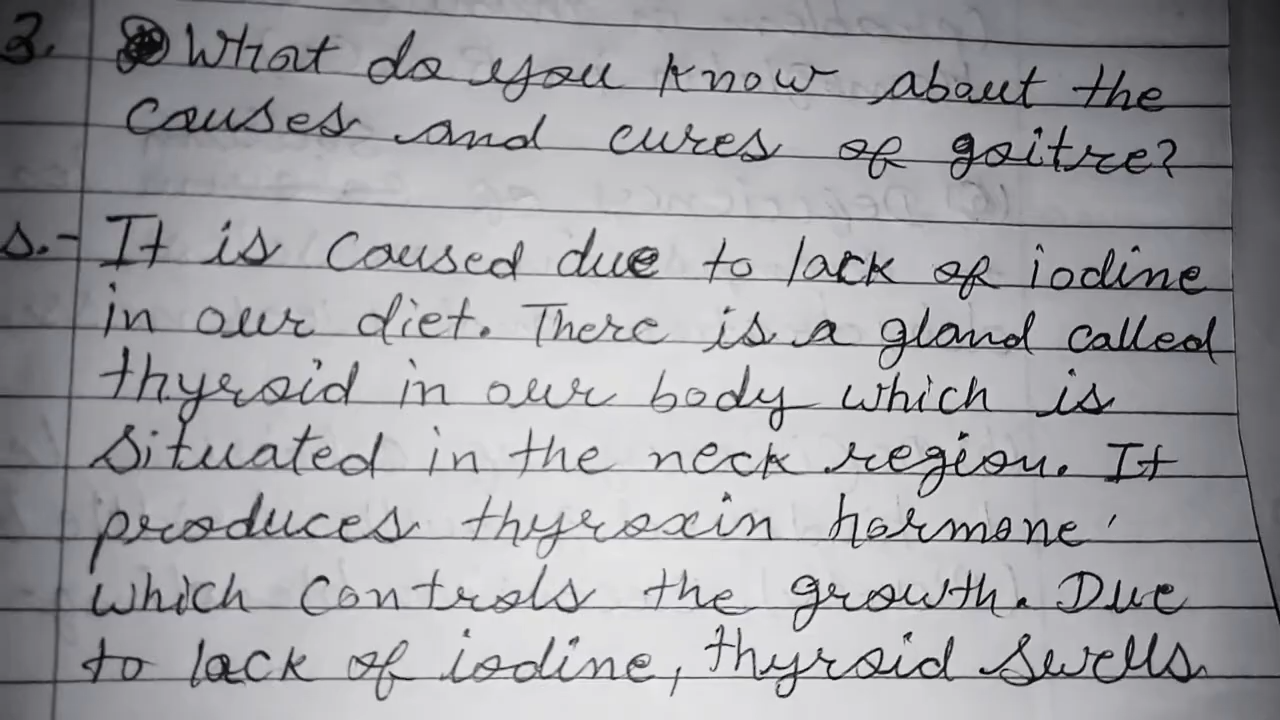 3. What do you know about the
causes and cures of goitre?
s.- It is caused due to lack of iodine
in our diet. There is a gland called
thyroid in our body which is
situated in the neck region. It
produces thyroxin hormone
which controls the growth. Due
to lack of iodine, thyroid swells